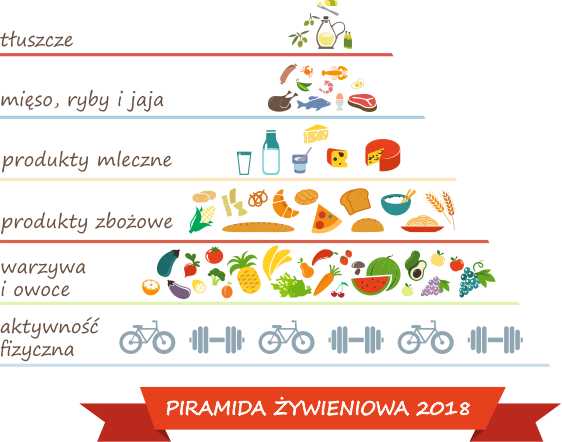 tłuszcze
mięso, ryby i jaja
produkty mleczne
produkty zbożowe
warzywa
i owoce
aktywność
fizyczna
PIRAMIDA ŻYWIENIOWA 2018